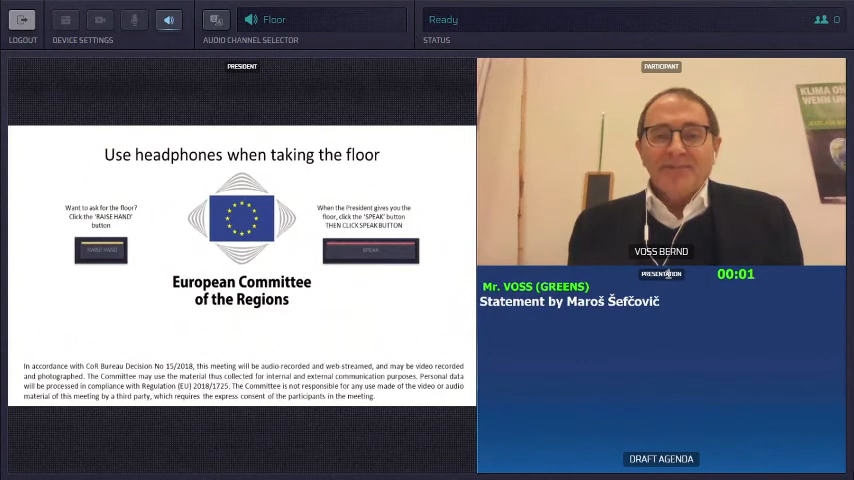 Floor
Ready
0
LOGOUT
DEVICE SETTINGS
AUDIO CHANNEL SELECTOR
STATUS
PRESIDENT
Use headphones when taking the floor
Want to ask for the floor?
Click the 'RAISE HAND'
button
RAISE HAND
When the President gives you the
floor, click the 'SPEAK' button
THEN CLICK SPEAK BUTTON
SPEAK
European Committee
of the Regions
In accordance with CoR Bureau Decision No 15/2018, this meeting will be audio-recorded and web-streamed, and may be video recorded
and photographed. The Committee may use the material thus collected for internal and external communication purposes. Personal data
will be processed in compliance with Regulation (EU) 2018/1725. The Committee is not responsible for any use made of the video or audio
material of this meeting by a third party, which requires the express consent of the participants in the meeting.
PARTICIPANT
KLIMA
WENN
VOSS BERND
PRESENTATION
00:01
Mr. VOSS (GREENS)
Statement by Maroš Šefčovič
DRAFT AGENDA